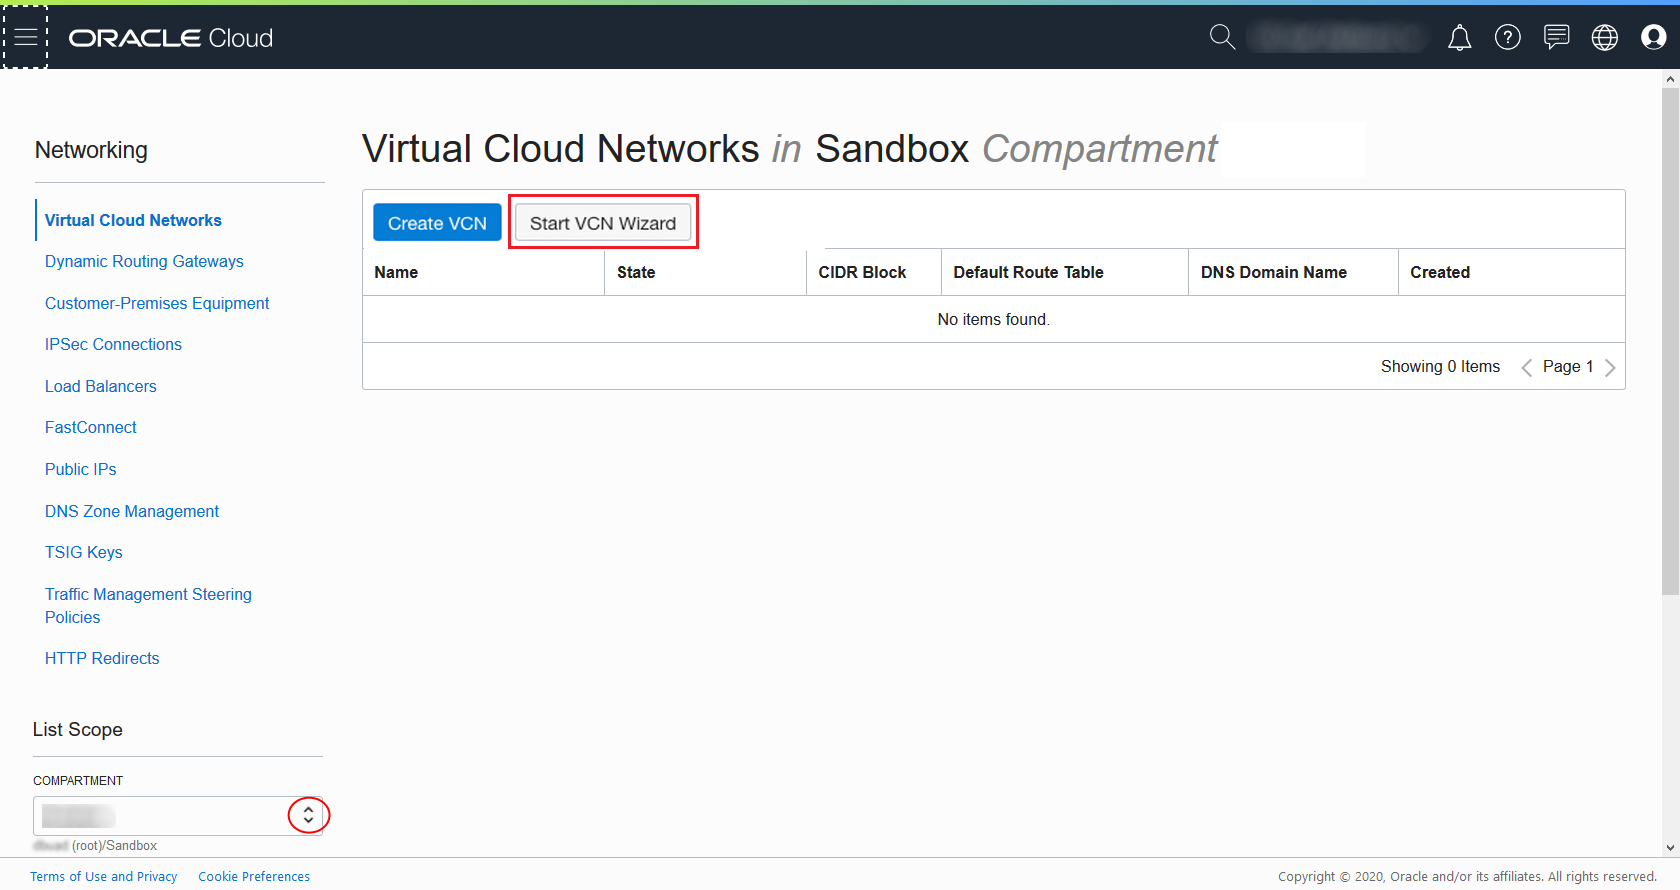 ORACLE Cloud
Networking
Virtual Cloud Networks
Dynamic Routing Gateways
Customer-Premises Equipment
IPSec Connections
Load Balancers
FastConnect
Public IPs
DNS Zone Management
TSIG Keys
Traffic Management Steering
Policies
HTTP Redirects
List Scope
COMPARTMENT
(root)/Sandbox
Virtual Cloud Networks in Sandbox Compartment
Create VCN Start VCN Wizard
Name State CIDR Block Default Route Table DNS Domain Name Created
No items found.
Showing 0 Items Page 1
Terms of Use and Privacy Cookie Preferences
Copyright © 2020, Oracle and/or its affiliates. All rights reserved.